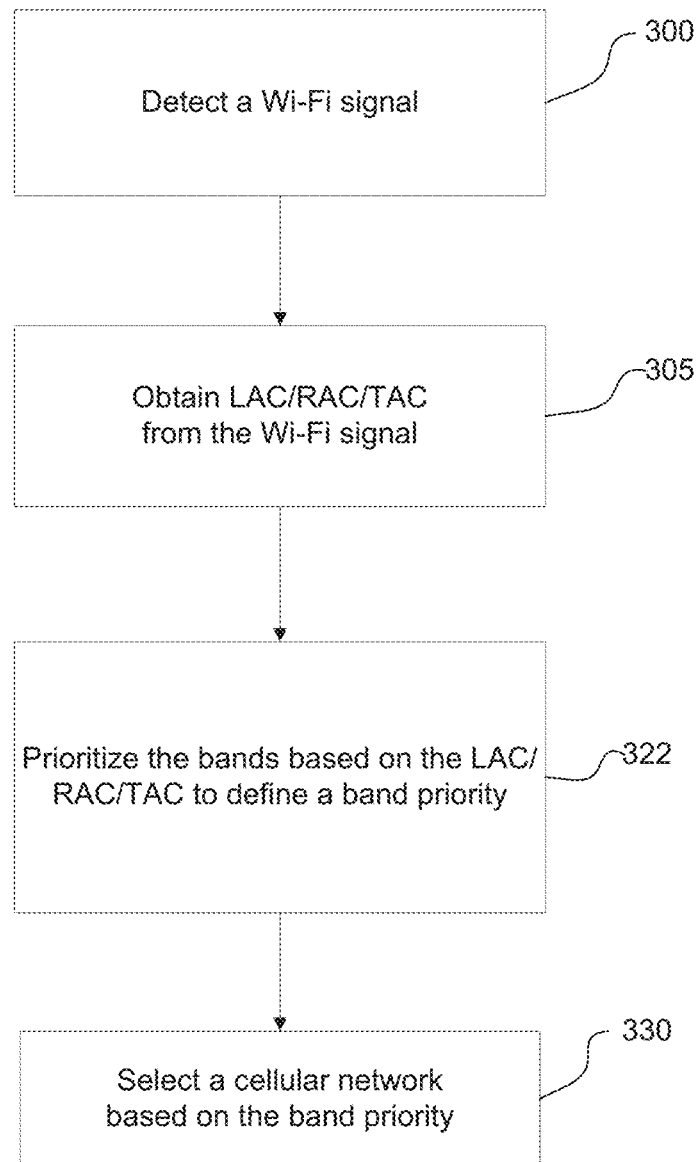 300
Detect a Wi-Fi signal
305
Obtain LAC/RAC/TAC
from the Wi-Fi signal
322
Prioritize the bands based on the LAC/
RAC/TAC to define a band priority
330
Select a cellular network
based on the band priority